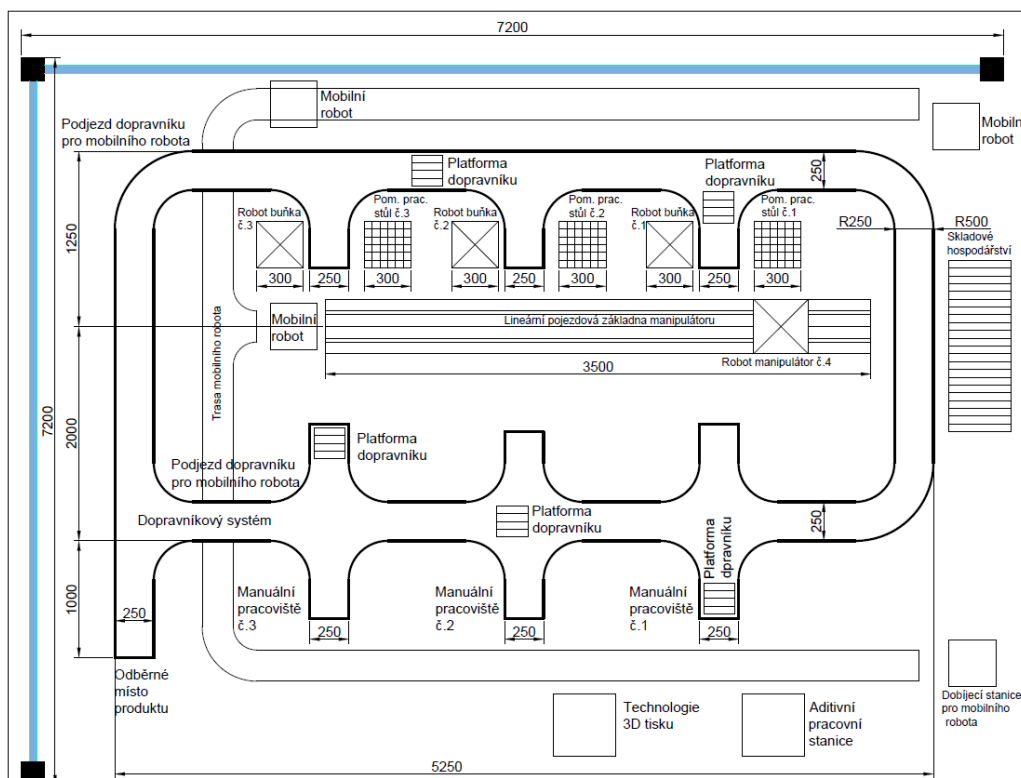 7200
Mobilní
robot
Podjezd dopravníku
pro mobilního robota
Mobiln
robot
Platforma
dopravníku
Platforma
dopravníku
250
Robot buňka
č.3
Pom. prac.
stůl č.3
Robot buňka
č.2
Pom. prac.
stůl č.2
Robot buňka
č.1
Pom. prac.
stůl č.1
R250
R500
Skladové
hospodářství
1250
300
250
300
300
250
300
300
250
300
Mobilní
robot
Lineární pojezdová základna manipulátoru
Robot manipulátor č.4
3500
Trasa mobilního robota
7200
2000
Platforma
dopravníku
Podjezd dopravníku
pro mobilního robota
Dopravníkový systém
Platforma
dopravníku
250
Platforma
dpravníku
1000
250
Manuální
pracoviště
č.3
250
Manuální
pracoviště
č.2
250
Manuální
pracoviště
č.1
250
Odběrné
místo
produktu
Technologie
3D tisku
Aditivní
pracovní
stanice
Dobíjecí stanice
pro mobilního
robota
5250